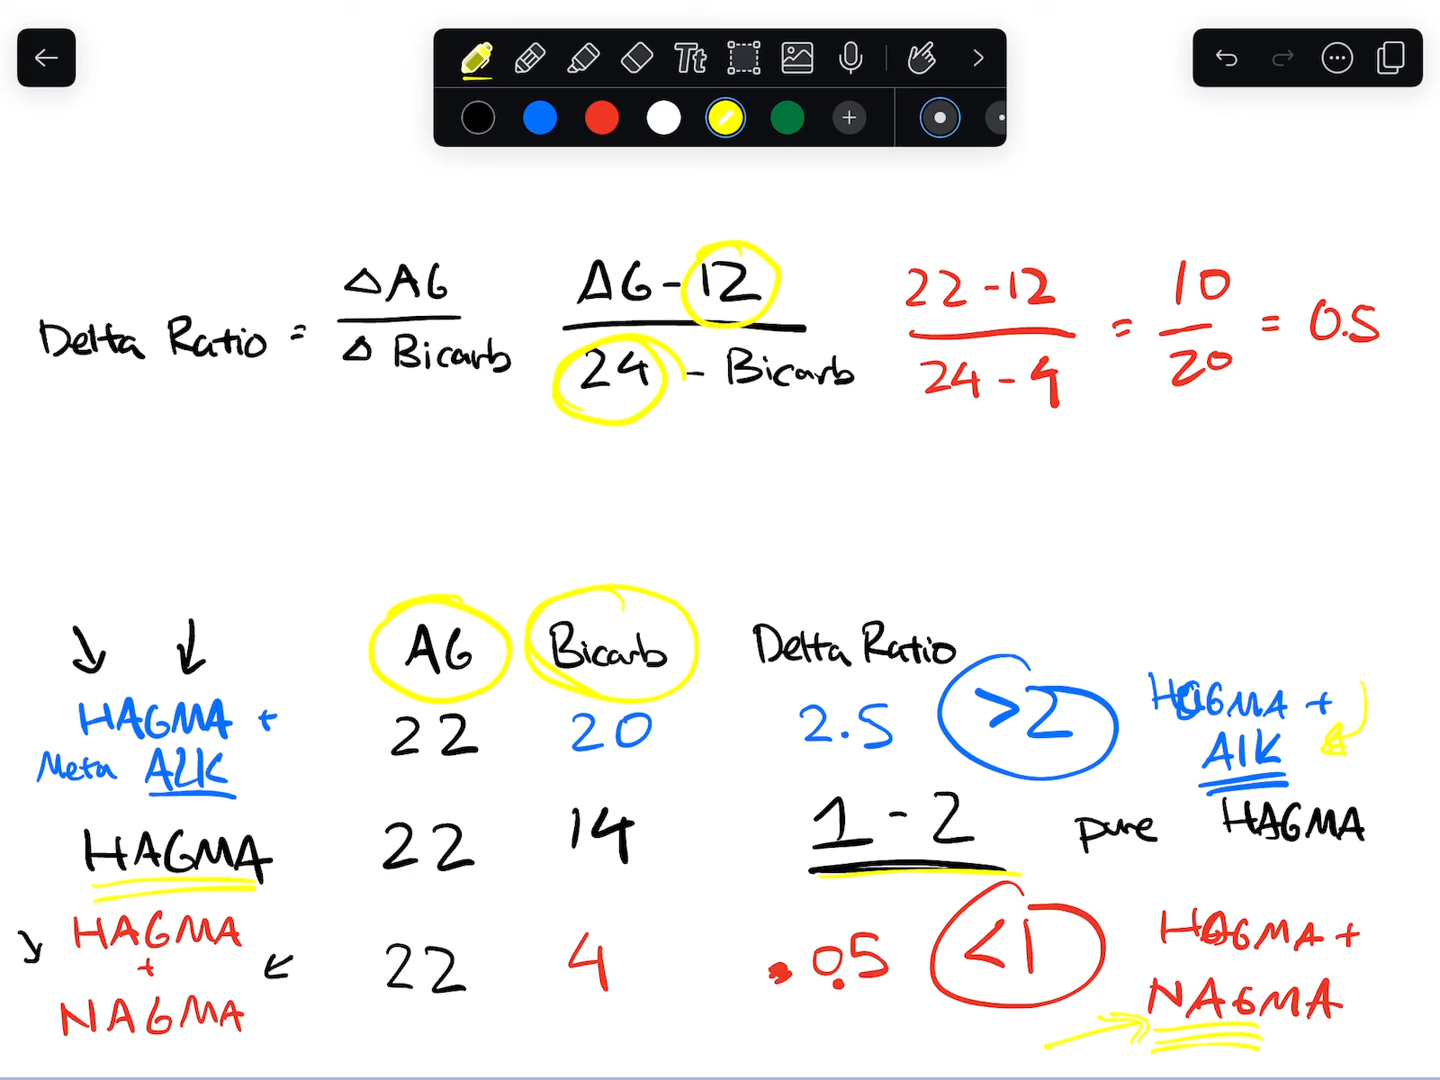 Tt
Delta Ratio =
△ AG
△ Bicarb
AG - 12
24 - Bicarb
22 - 12
24 - 4
=
10
20
= 0.5
AG Bicarb Delta Ratio
HAGMA +
Meta ALK
22 20 2.5 >2
HAGMA +
AlK
HAGMA 22 14 1 - 2 pure HAGMA
HAGMA
+
NAGMA
22 4 0.5 <1
HAGMA +
NAGMA